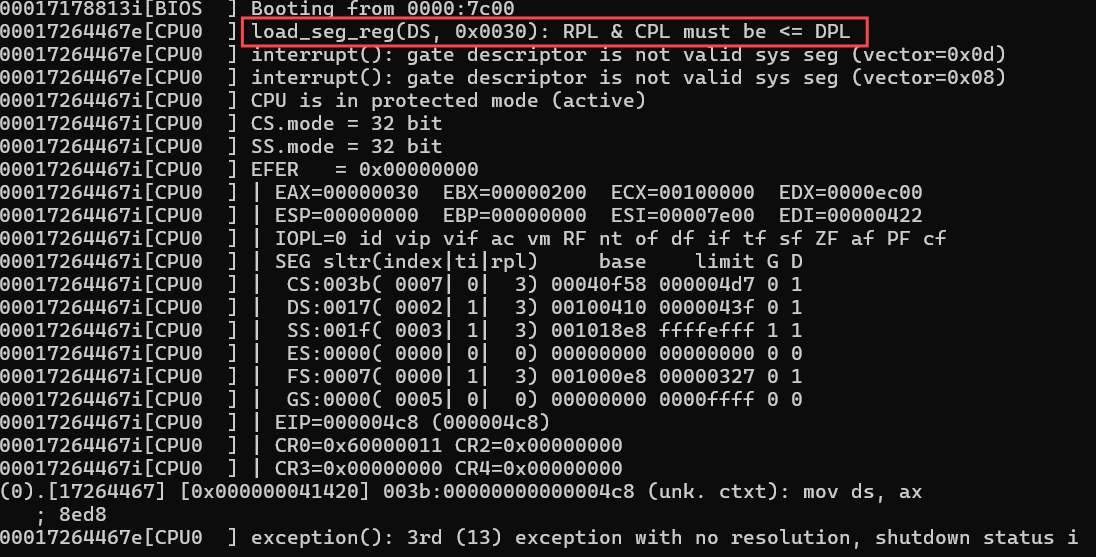 00017178813i[BIOS  ] Booting from 0000:7c00
00017264467e[CPU0  ] load_seg_reg(DS, 0x0030): RPL & CPL must be <= DPL
00017264467e[CPU0  ] interrupt(): gate descriptor is not valid sys seg (vector=0x0d)
00017264467e[CPU0  ] interrupt(): gate descriptor is not valid sys seg (vector=0x08)
00017264467i[CPU0  ] CPU is in protected mode (active)
00017264467i[CPU0  ] CS.mode = 32 bit
00017264467i[CPU0  ] SS.mode = 32 bit
00017264467i[CPU0  ] EFER   = 0x00000000
00017264467i[CPU0  ] | EAX=00000030  EBX=00000200  ECX=00100000  EDX=0000ec00
00017264467i[CPU0  ] | ESP=00000000  EBP=00000000  ESI=00007e00  EDI=00000422
00017264467i[CPU0  ] | IOPL=0 id vip vif ac vm RF nt of df if tf sf ZF af PF cf
00017264467i[CPU0  ] | SEG sltr(index|ti|rpl)     base    limit G D
00017264467i[CPU0  ] |  CS:003b( 0007| 0|  3) 00040f58 000004d7 0 1
00017264467i[CPU0  ] |  DS:0017( 0002| 1|  3) 00100410 0000043f 0 1
00017264467i[CPU0  ] |  SS:001f( 0003| 1|  3) 001018e8 ffffefff 1 1
00017264467i[CPU0  ] |  ES:0000( 0000| 0|  0) 00000000 00000000 0 0
00017264467i[CPU0  ] |  FS:0007( 0000| 1|  3) 001000e8 00000327 0 1
00017264467i[CPU0  ] |  GS:0000( 0005| 0|  0) 00000000 0000ffff 0 0
00017264467i[CPU0  ] | EIP=000004c8 (000004c8)
00017264467i[CPU0  ] | CR0=0x60000011 CR2=0x00000000
00017264467i[CPU0  ] | CR3=0x00000000 CR4=0x00000000
(0).[17264467] [0x000000041420] 003b:00000000000004c8 (unk. ctxt): mov ds, ax
; 8ed8
00017264467e[CPU0  ] exception(): 3rd (13) exception with no resolution, shutdown status i